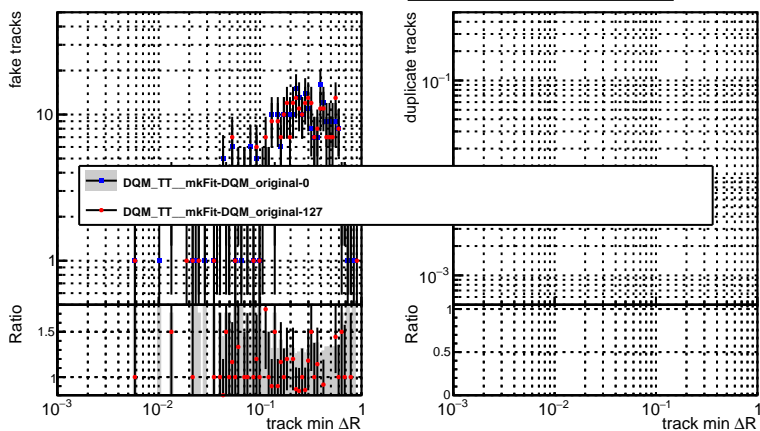 fake tracks
10
1
Ratio
1.5
1
10−3
10−2
10−1
1
track min ΔR
duplicate tracks
10−1
10−3
Ratio
1
0.5
0
10−3
10−2
10−1
1
track min ΔR
DQM_TT__mkFit-DQM_original-0
DQM_TT__mkFit-DQM_original-127